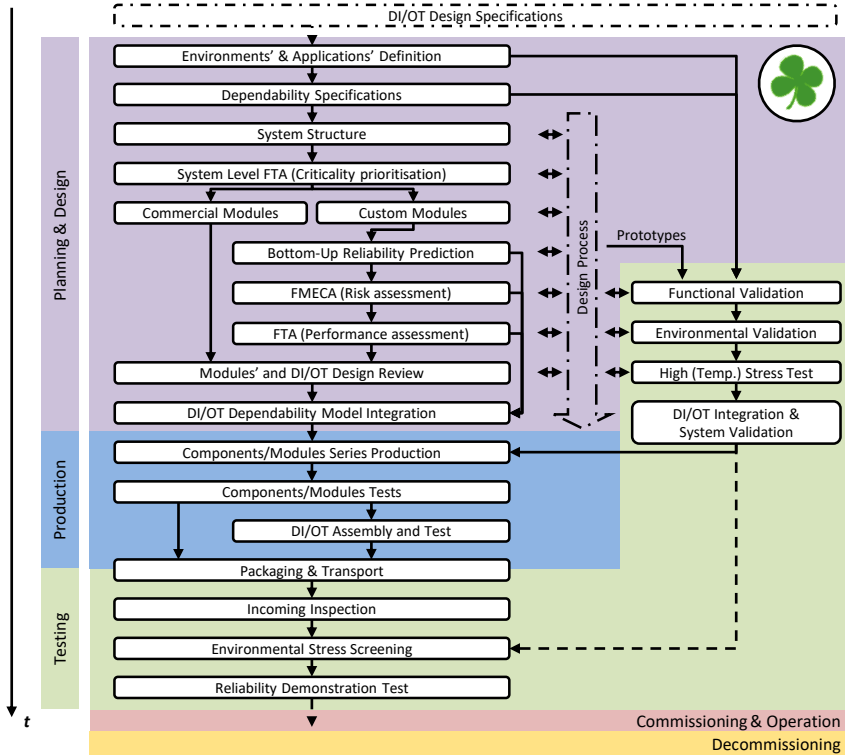 DI/OT Design Specifications
Environments’ & Applications’ Definition
Dependability Specifications
System Structure
System Level FTA (Criticality prioritisation)
Commercial Modules
Custom Modules
Bottom-Up Reliability Prediction
FMECA (Risk assessment)
FTA (Performance assessment)
Modules’ and DI/OT Design Review
DI/OT Dependability Model Integration
Design Process
Prototypes
Functional Validation
Environmental Validation
High (Temp.) Stress Test
DI/OT Integration &
System Validation
Planning & Design
Components/Modules Series Production
Components/Modules Tests
DI/OT Assembly and Test
Production
Packaging & Transport
Incoming Inspection
Environmental Stress Screening
Reliability Demonstration Test
Testing
t
Commissioning & Operation
Decommissioning